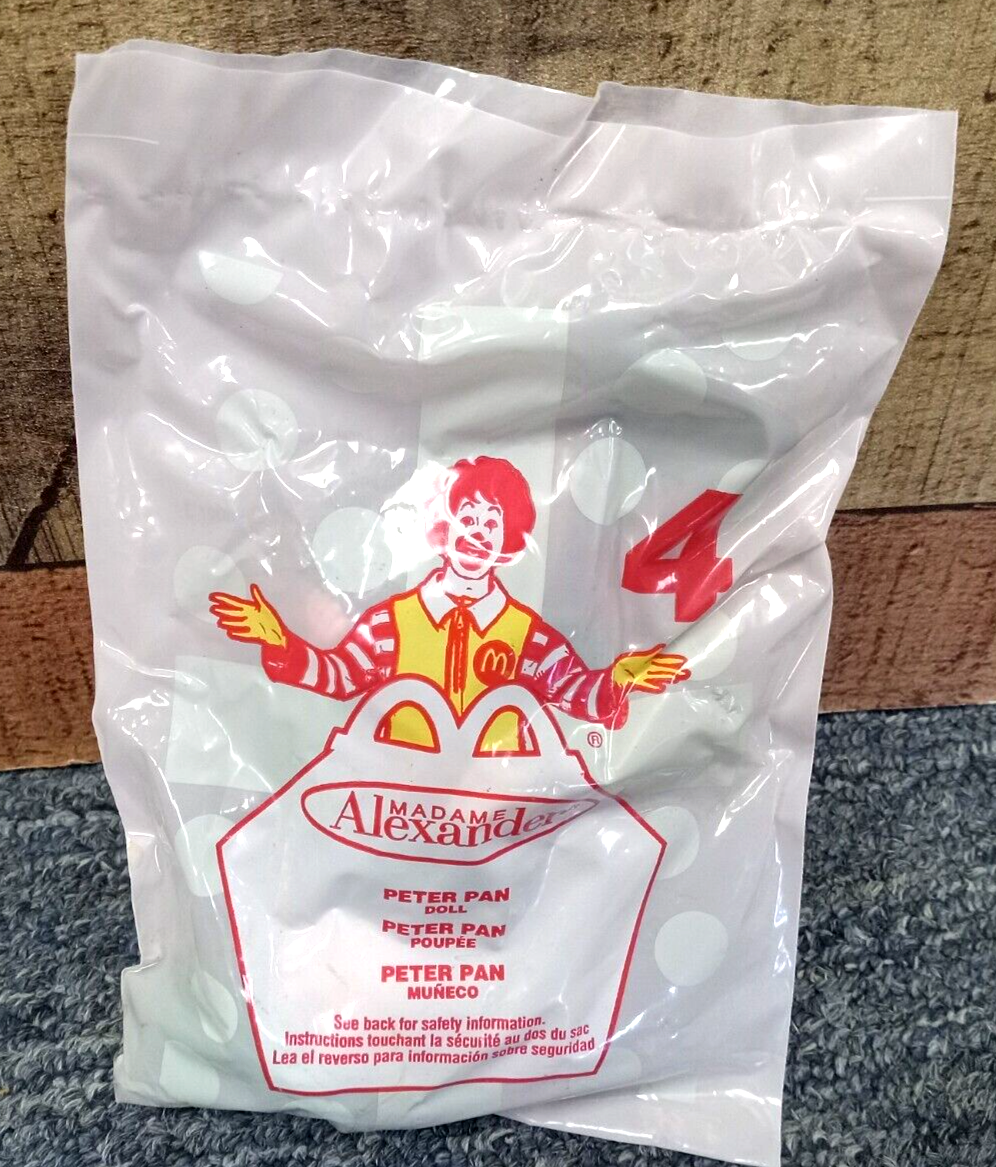 4
®
MADAME
Alexander
PETER PAN
DOLL
PETER PAN
POUPÉE
PETER PAN
MUÑECO
See back for safety information.
Instructions touchant la sécurité au dos du sac
Lea el reverso para información sobre seguridad